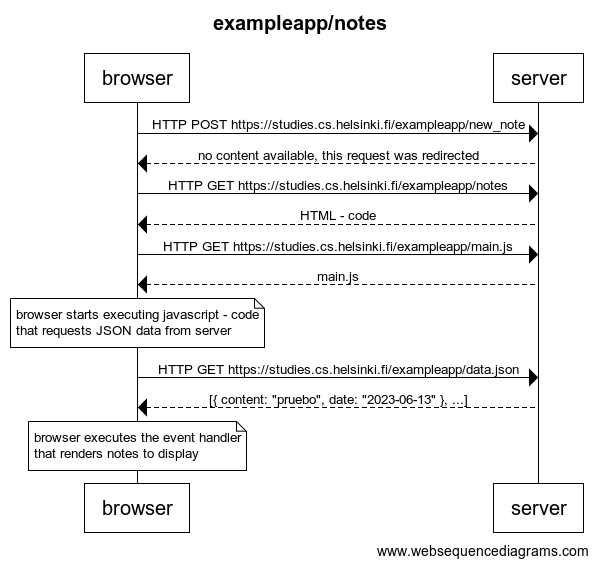 exampleapp/notes
browser
server
HTTP POST https://studies.cs.helsinki.fi/exampleapp/new_note
no content available, this request was redirected
HTTP GET https://studies.cs.helsinki.fi/exampleapp/notes
HTML - code
HTTP GET https://studies.cs.helsinki.fi/exampleapp/main.js
main.js
browser starts executing javascript - code
that requests JSON data from server
HTTP GET https://studies.cs.helsinki.fi/exampleapp/data.json
[{ content: "pruebo", date: "2023-06-13" }, ...]
browser executes the event handler
that renders notes to display
browser
server
www.websequencediagrams.com